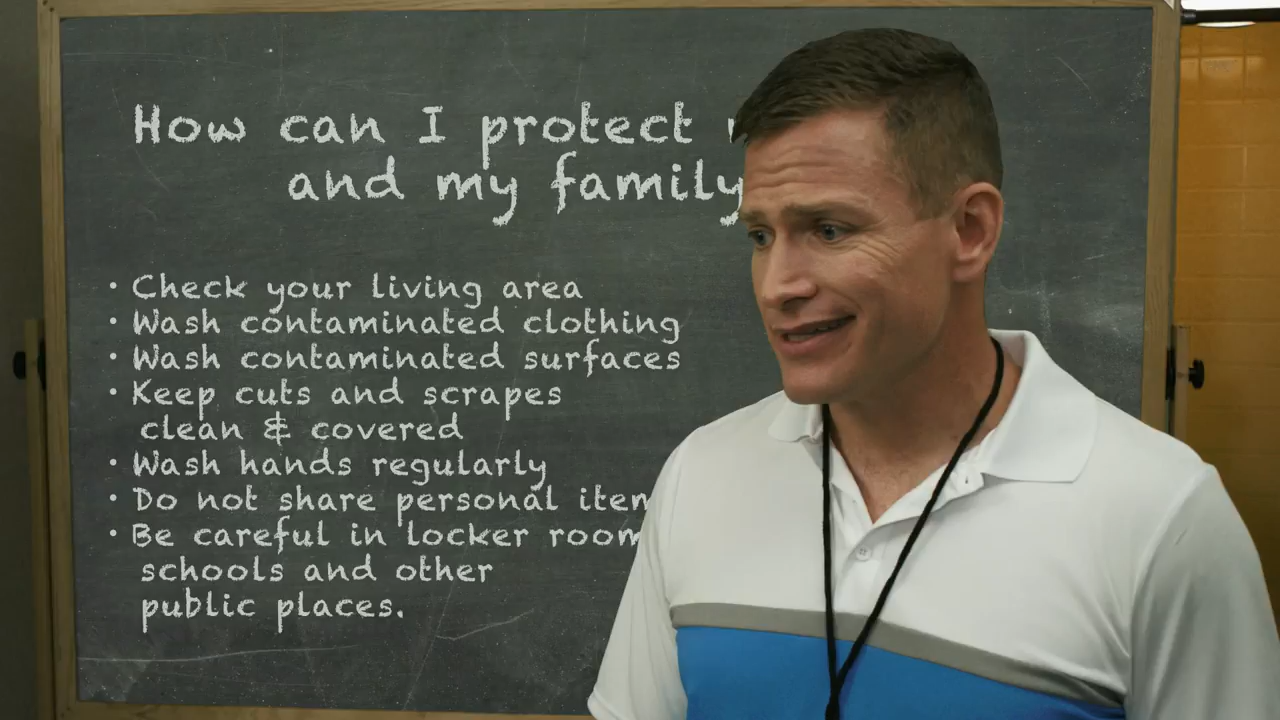 How can I protect
and my family
• Check your living area
• Wash contaminated clothing
• Wash contaminated surfaces
• Keep cuts and scrapes
clean & covered
• Wash hands regularly
• Do not share personal item
• Be careful in locker room
schools and other
public places.